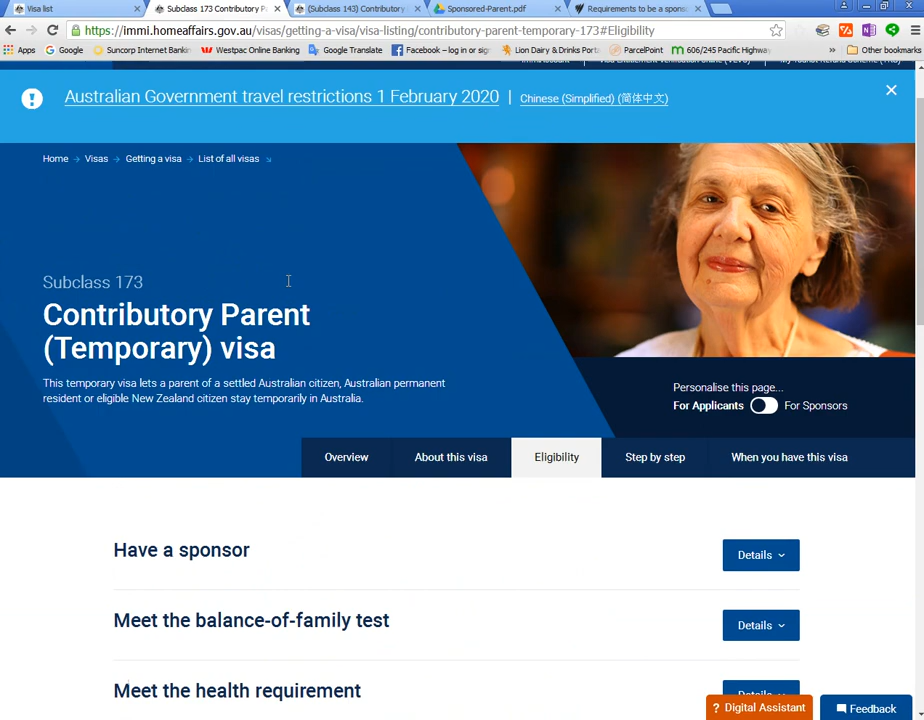 Visa list
Subclass 173 Contributory P
(Subclass 143) Contributory
Sponsored-Parent.pdf
Requirements to be a sponso
https://immi.homeaffairs.gov.au/visas/getting-a-visa/visa-listing/contributory-parent-temporary-173#Eligibility
Apps Google Suncorp Internet Bankin Westpac Online Banking Google Translate Facebook – log in or sign Lion Dairy & Drinks Porta ParcelPoint 606/245 Pacific Highway » Other bookmarks
Australian Government travel restrictions 1 February 2020 | Chinese (Simplified) (简体中文)
Home Visas Getting a visa List of all visas
Subclass 173
Contributory Parent
(Temporary) visa
This temporary visa lets a parent of a settled Australian citizen, Australian permanent
resident or eligible New Zealand citizen stay temporarily in Australia.
Personalise this page...
For Applicants For Sponsors
Overview About this visa Eligibility Step by step When you have this visa
Have a sponsor
Details
Meet the balance-of-family test
Details
Meet the health requirement
Details
? Digital Assistant
Feedback